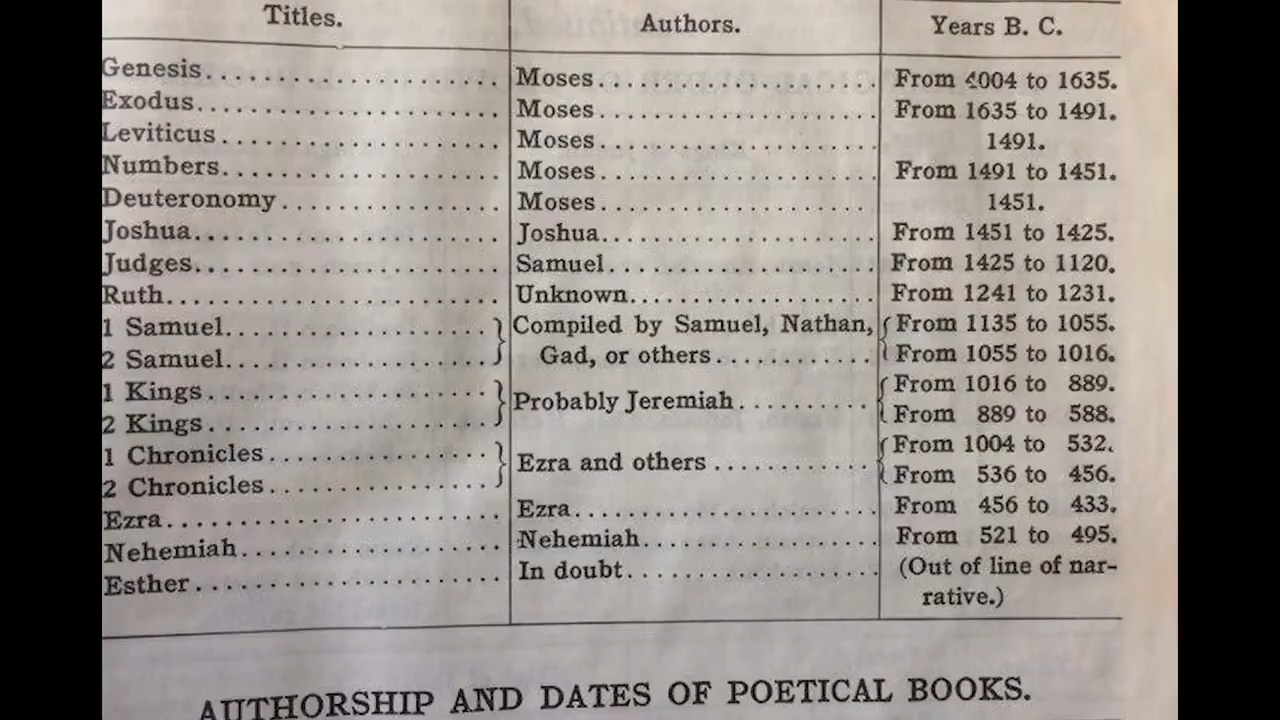 Titles. Authors. Years B. C.
Genesis.......................... Moses........................ From 4004 to 1635.
Exodus........................... Moses........................ From 1635 to 1491.
Leviticus........................ Moses........................ 1491.
Numbers.......................... Moses........................ From 1491 to 1451.
Deuteronomy...................... Moses........................ 1451.
Joshua........................... Joshua....................... From 1451 to 1425.
Judges........................... Samuel....................... From 1425 to 1120.
Ruth............................. Unknown...................... From 1241 to 1231.
1 Samuel......................... Compiled by Samuel, Nathan, From 1135 to 1055.
2 Samuel......................... Gad, or others............ From 1055 to 1016.
1 Kings.......................... From 1016 to 889.
Probably Jeremiah..........
2 Kings.......................... From 889 to 588.
1 Chronicles..................... From 1004 to 532.
Ezra and others............
2 Chronicles..................... From 536 to 456.
Ezra............................. Ezra......................... From 456 to 433.
Nehemiah......................... Nehemiah..................... From 521 to 495.
Esther........................... In doubt..................... (Out of line of nar-
rative.)
AUTHORSHIP AND DATES OF POETICAL BOOKS.